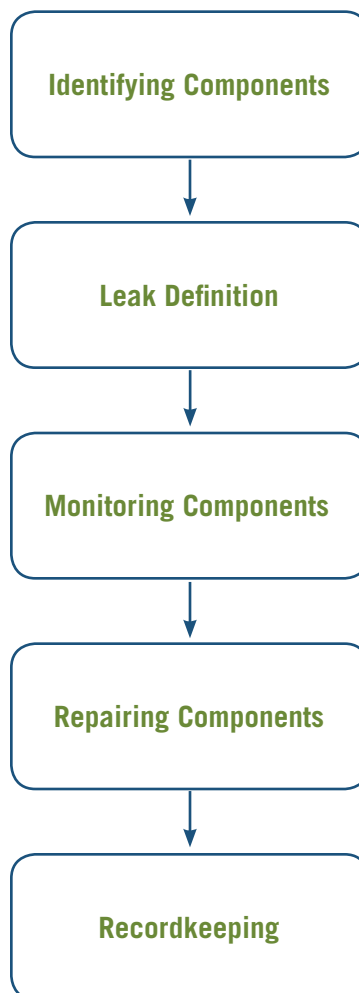 Identifying Components
Leak Definition
Monitoring Components
Repairing Components
Recordkeeping